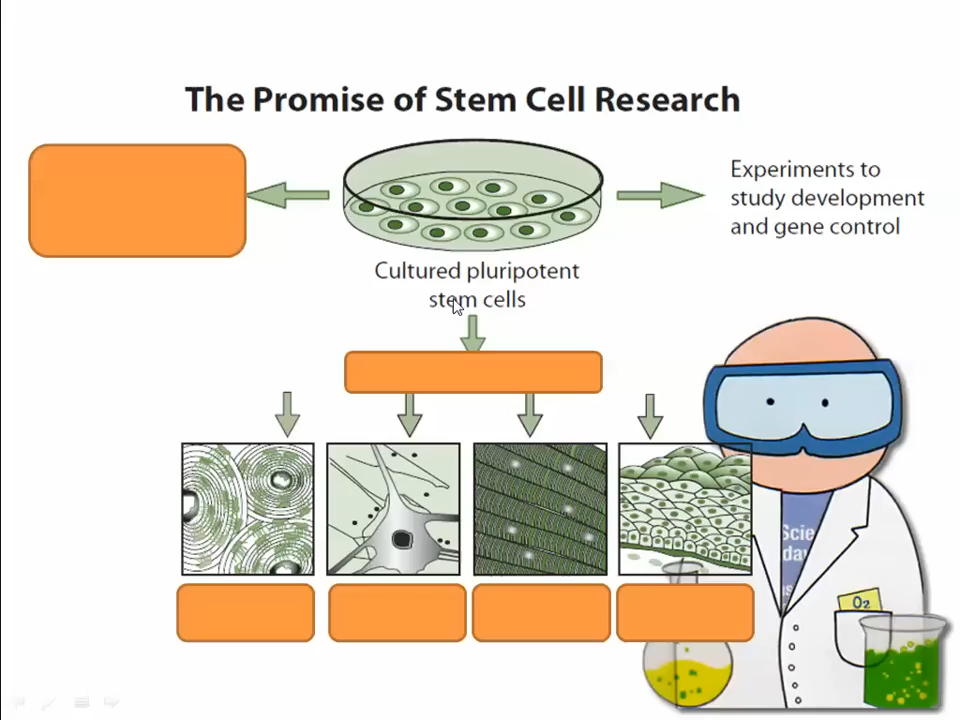 The Promise of Stem Cell Research
Experiments to
study development
and gene control
Cultured pluripotent
stem cells
O2